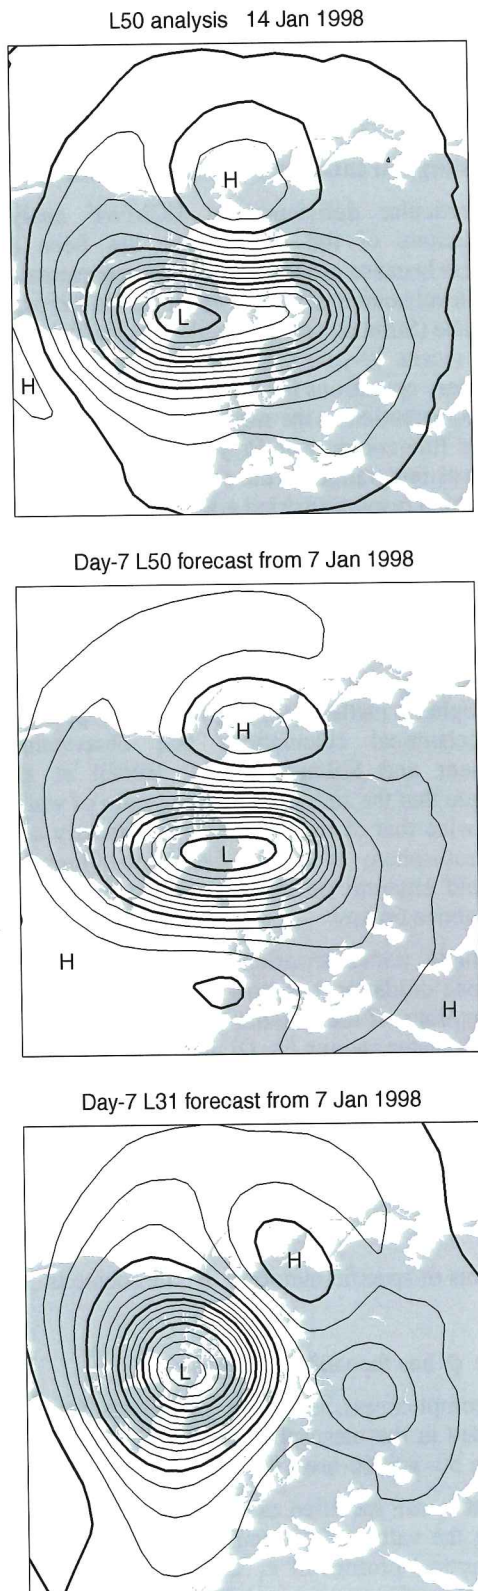 L50 analysis 14 Jan 1998
H
L
H
Day-7 L50 forecast from 7 Jan 1998
H
L
H
H
Day-7 L31 forecast from 7 Jan 1998
H
L